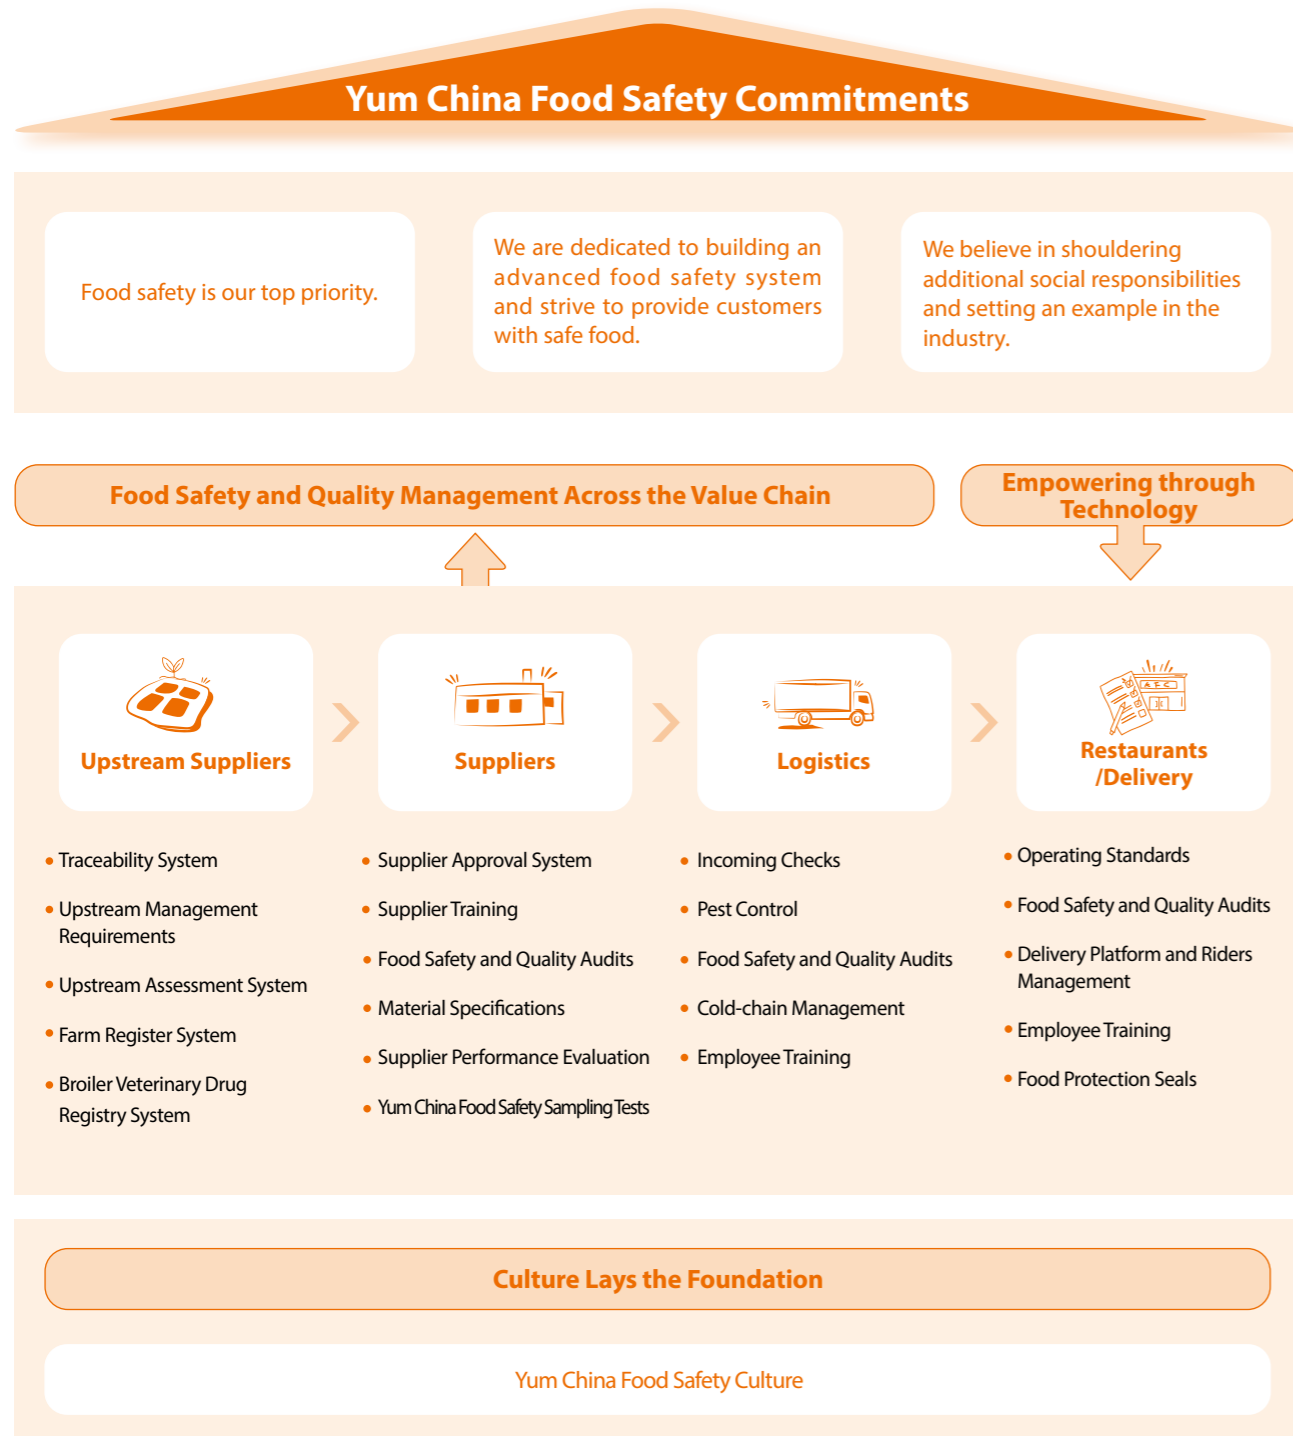 Yum China Food Safety Commitments
Food safety is our top priority.
We are dedicated to building an
advanced food safety system
and strive to provide customers
with safe food.
We believe in shouldering
additional social responsibilities
and setting an example in the
industry.
Food Safety and Quality Management Across the Value Chain
Empowering through
Technology
Upstream Suppliers
Suppliers
Logistics
Restaurants
/Delivery
Traceability System
Upstream Management
Requirements
Upstream Assessment System
Farm Register System
Broiler Veterinary Drug
Registry System
Supplier Approval System
Supplier Training
Food Safety and Quality Audits
Material Specifications
Supplier Performance Evaluation
Yum China Food Safety Sampling Tests
Incoming Checks
Pest Control
Food Safety and Quality Audits
Cold-chain Management
Employee Training
Operating Standards
Food Safety and Quality Audits
Delivery Platform and Riders
Management
Employee Training
Food Protection Seals
Culture Lays the Foundation
Yum China Food Safety Culture